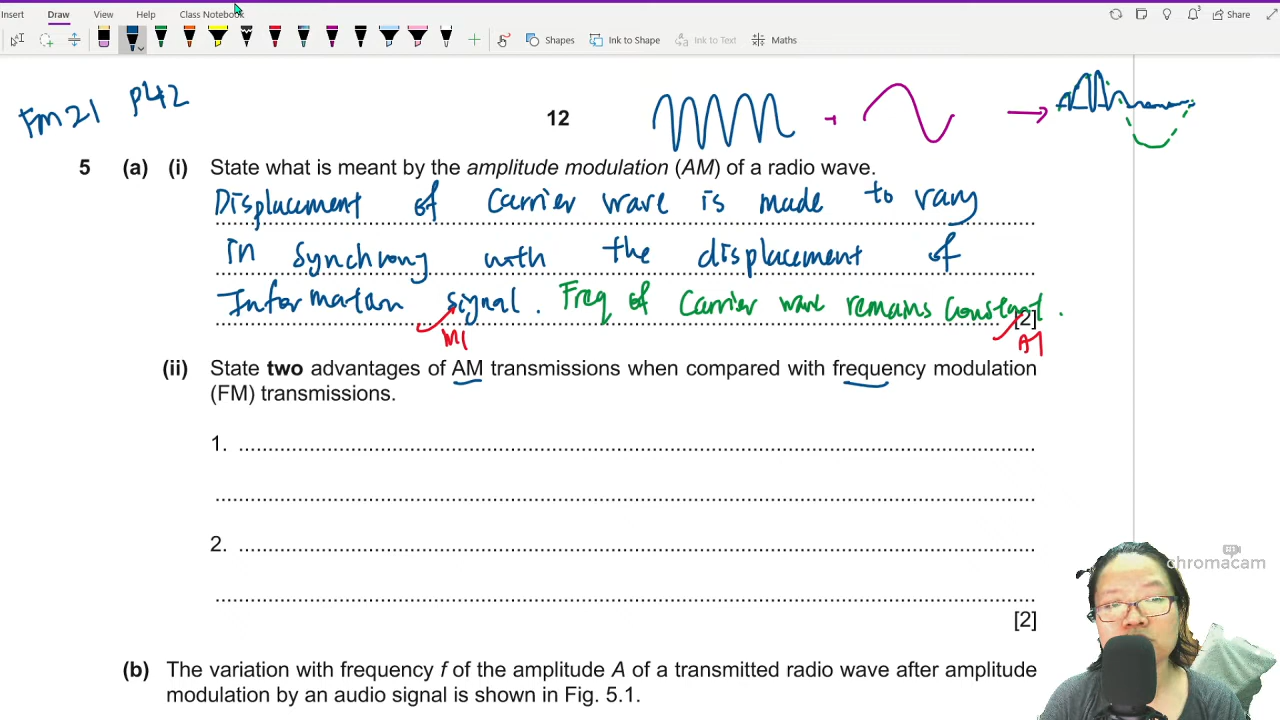 Insert Draw View Help Class Notebook
Share
Shapes Ink to Shape Ink to Text Maths
Fm21 P42
12
5 (a) (i) State what is meant by the amplitude modulation (AM) of a radio wave.
Displacement of Carrier wave is made to vary
in synchrony with the displacement of
Information signal. Freq of Carrier wave remains constant.
[2]
M1 A1
(ii) State two advantages of AM transmissions when compared with frequency modulation
(FM) transmissions.
1.
2.
[2]
chromacam
(b) The variation with frequency f of the amplitude A of a transmitted radio wave after amplitude
modulation by an audio signal is shown in Fig. 5.1.